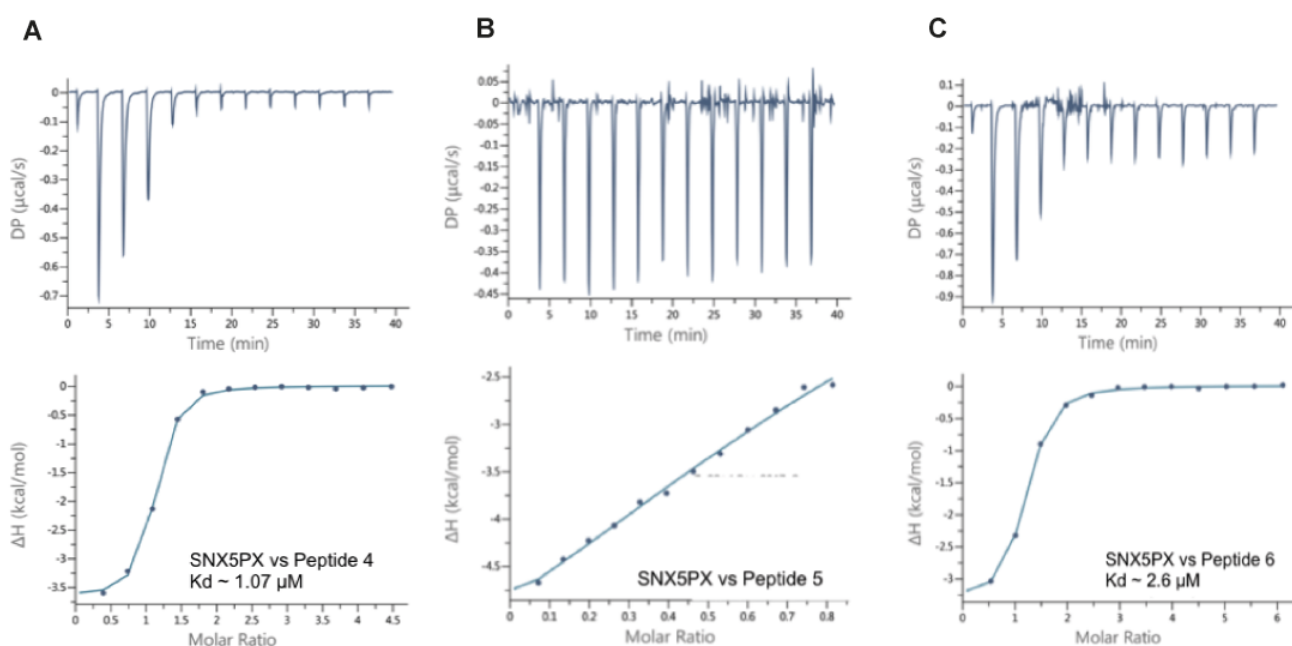 A
B
C
0
-0.1
-0.2
-0.3
-0.4
-0.5
-0.6
-0.7
DP (µcal/s)
0 5 10 15 20 25 30 35 40
Time (min)
0.05
0
-0.05
-0.1
-0.15
-0.2
-0.25
-0.3
-0.35
-0.4
-0.45
DP (µcal/s)
0 5 10 15 20 25 30 35 40
Time (min)
0.1
0
-0.1
-0.2
-0.3
-0.4
-0.5
-0.6
-0.7
-0.8
-0.9
DP (µcal/s)
0 5 10 15 20 25 30 35 40
Time (min)
0
-0.5
-1
-1.5
-2
-2.5
-3
-3.5
ΔH (kcal/mol)
SNX5PX vs Peptide 4
Kd ~ 1.07 µM
0 0.5 1 1.5 2 2.5 3 3.5 4 4.5
Molar Ratio
-2.5
-3
-3.5
-4
-4.5
ΔH (kcal/mol)
SNX5PX vs Peptide 5
0 0.1 0.2 0.3 0.4 0.5 0.6 0.7 0.8
Molar Ratio
0
-0.5
-1
-1.5
-2
-2.5
-3
ΔH (kcal/mol)
SNX5PX vs Peptide 6
Kd ~ 2.6 µM
0 1 2 3 4 5 6
Molar Ratio